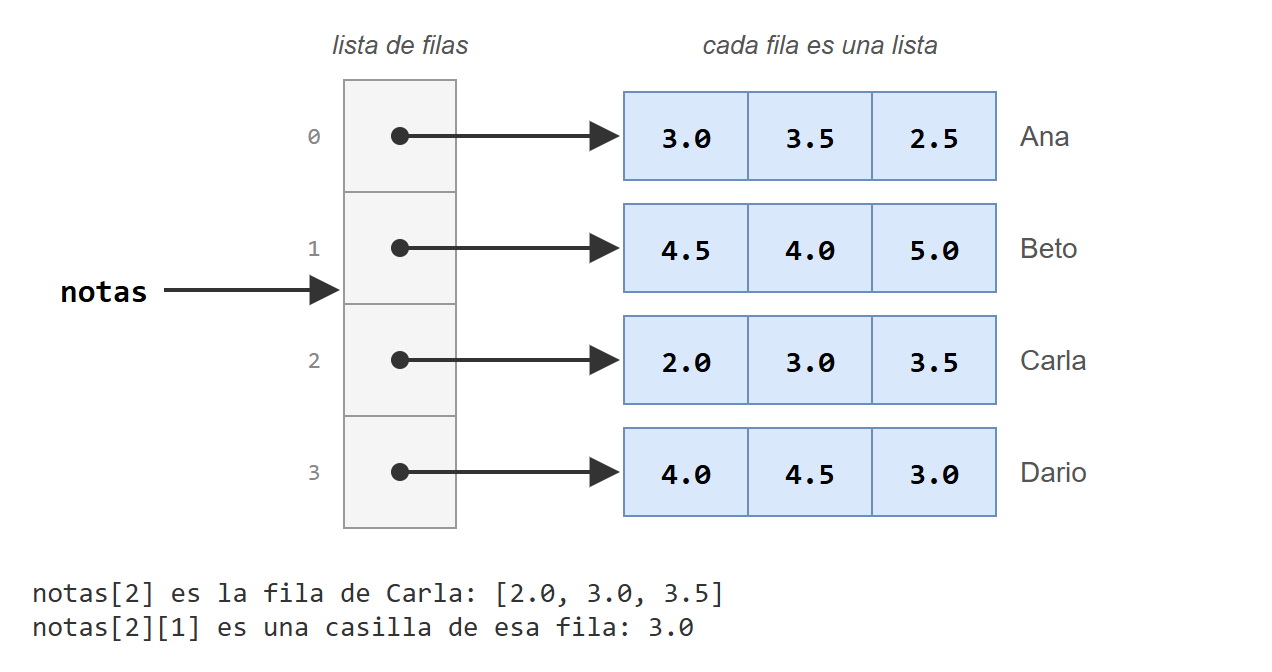 lista de filas cada fila es una lista
0 3.0 3.5 2.5 Ana
1 4.5 4.0 5.0 Beto
notas
2 2.0 3.0 3.5 Carla
3 4.0 4.5 3.0 Dario
notas[2] es la fila de Carla: [2.0, 3.0, 3.5]
notas[2][1] es una casilla de esa fila: 3.0